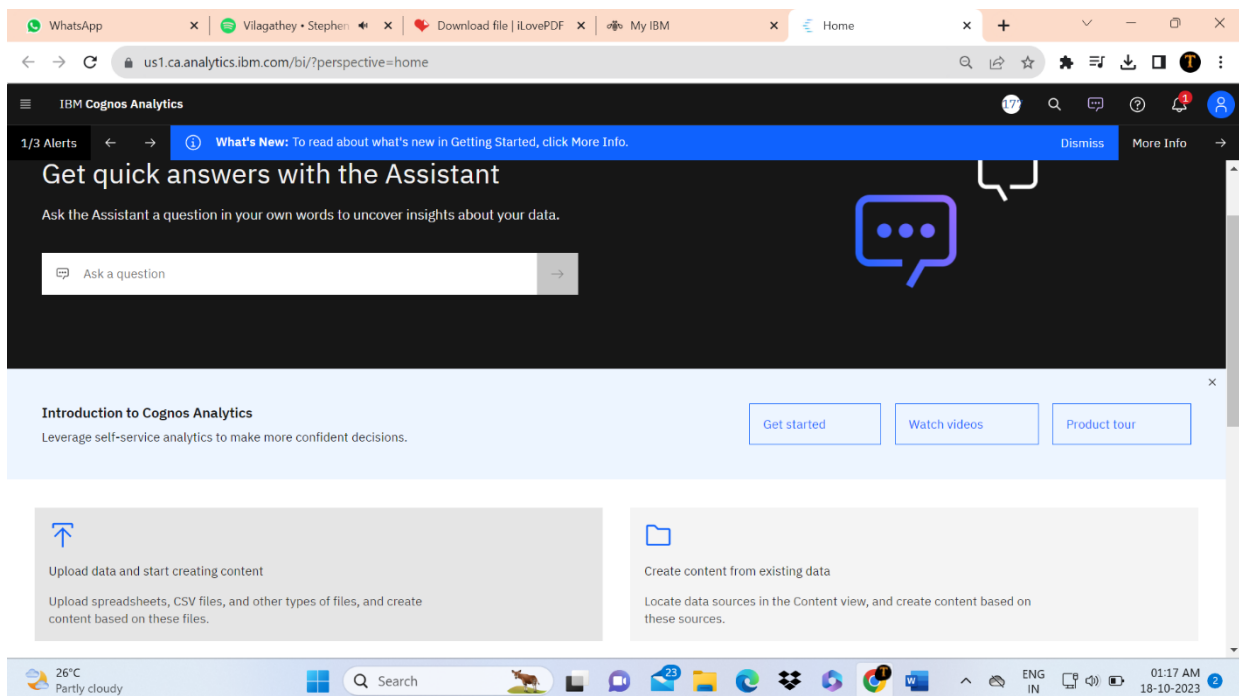 WhatsApp
Vilagathey • Stephen
Download file | iLovePDF
My IBM
Home
us1.ca.analytics.ibm.com/bi/?perspective=home
T
IBM Cognos Analytics
1
1/3 Alerts
What's New: To read about what's new in Getting Started, click More Info.
Dismiss
More Info
Get quick answers with the Assistant
Ask the Assistant a question in your own words to uncover insights about your data.
Ask a question
Introduction to Cognos Analytics
Leverage self-service analytics to make more confident decisions.
Get started
Watch videos
Product tour
Upload data and start creating content
Upload spreadsheets, CSV files, and other types of files, and create
content based on these files.
Create content from existing data
Locate data sources in the Content view, and create content based on
these sources.
26°C
Partly cloudy
Search
23
T
W
ENG
IN
01:17 AM
18-10-2023
2